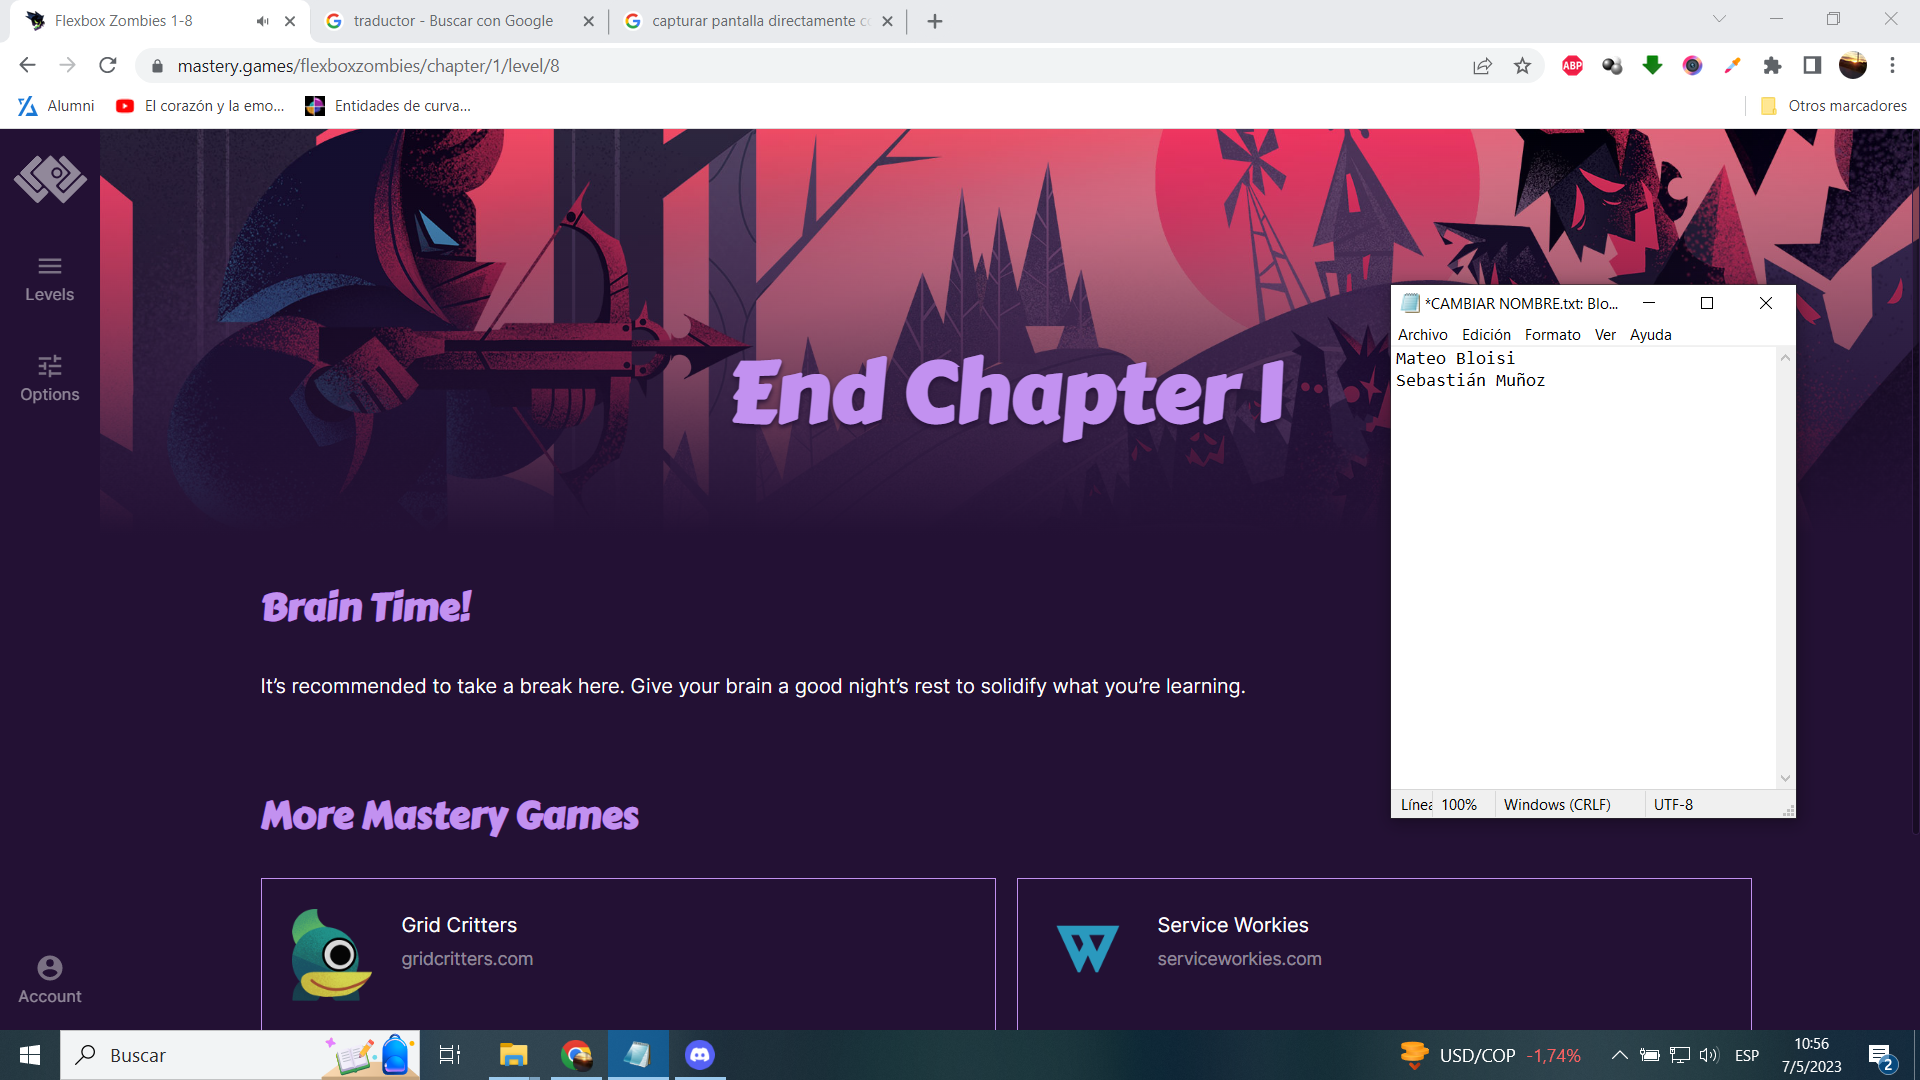 Flexbox Zombies 1-8
traductor - Buscar con Google
capturar pantalla directamente
mastery.games/flexboxzombies/chapter/1/level/8
ABP
Alumni
El corazón y la emo...
Entidades de curva...
Otros marcadores
Levels
Options
End Chapter 1
*CAMBIAR NOMBRE.txt: Blo...
Archivo Edición Formato Ver Ayuda
Mateo Bloisi
Sebastián Muñoz
100% Windows (CRLF) UTF-8
Brain Time!
It’s recommended to take a break here. Give your brain a good night’s rest to solidify what you’re learning.
More Mastery Games
Grid Critters
gridcritters.com
Service Workies
serviceworkies.com
Account
Buscar
USD/COP -1,74%
ESP
10:56
7/5/2023
2